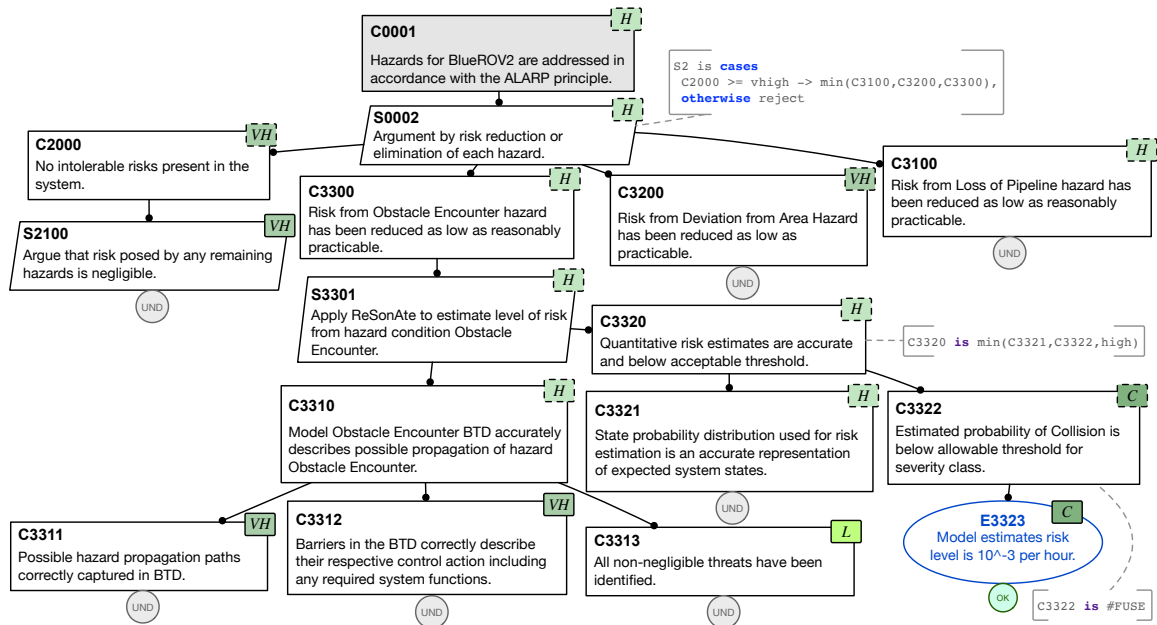 H
C0001
Hazards for BlueROV2 are addressed in
accordance with the ALARP principle.
S2 is cases
C2000 >= vhigh -> min(C3100,C3200,C3300),
otherwise reject
H
S0002
Argument by risk reduction or
elimination of each hazard.
VH
C2000
No intolerable risks present in the
system.
H
C3300
Risk from Obstacle Encounter hazard
has been reduced as low as reasonably
practicable.
VH
C3200
Risk from Deviation from Area Hazard
has been reduced as low as
practicable.
UND
H
C3100
Risk from Loss of Pipeline hazard has
been reduced as low as reasonably
practicable.
UND
VH
S2100
Argue that risk posed by any remaining
hazards is negligible.
UND
H
S3301
Apply ReSonAte to estimate level of risk
from hazard condition Obstacle
Encounter.
H
C3320
Quantitative risk estimates are accurate
and below acceptable threshold.
C3320 is min(C3321,C3322,high)
H
C3310
Model Obstacle Encounter BTD accurately
describes possible propagation of hazard
Obstacle Encounter.
H
C3321
State probability distribution used for risk
estimation is an accurate representation
of expected system states.
UND
C
C3322
Estimated probability of Collision is
below allowable threshold for
severity class.
VH
C3311
Possible hazard propagation paths
correctly captured in BTD.
UND
VH
C3312
Barriers in the BTD correctly describe
their respective control action including
any required system functions.
UND
L
C3313
All non-negligible threats have been
identified.
UND
C
E3323
Model estimates risk
level is 10^-3 per hour.
OK
C3322 is #FUSE